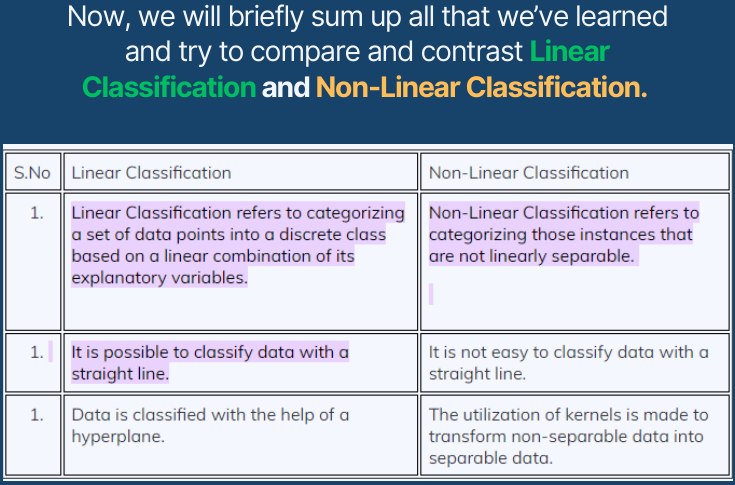 Now, we will briefly sum up all that we've learned
and try to compare and contrast Linear
Classification and Non-Linear Classification.
S.No Linear Classification Non-Linear Classification
1. Linear Classification refers to categorizing
a set of data points into a discrete class
based on a linear combination of its
explanatory variables.
Non-Linear Classification refers to
categorizing those instances that
are not linearly separable.
1. It is possible to classify data with a
straight line.
It is not easy to classify data with a
straight line.
1. Data is classified with the help of a
hyperplane.
The utilization of kernels is made to
transform non-separable data into
separable data.